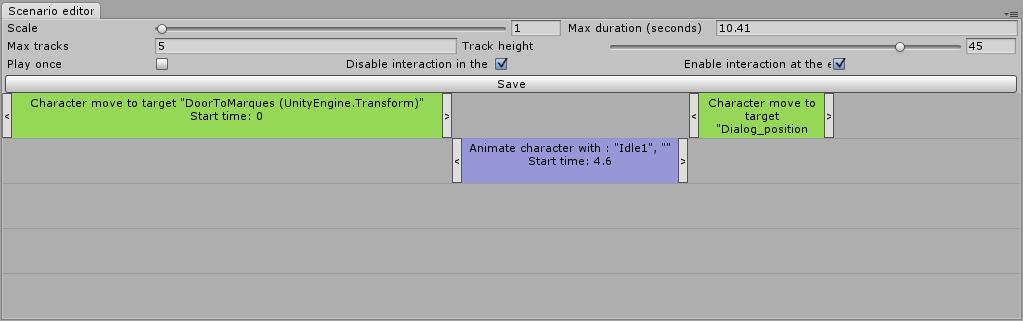 Scenario editor
Scale 1 Max duration (seconds) 10.41
Max tracks 5 Track height 45
Play once Disable interaction in the Enable interaction at the e
Save
< Character move to target "DoorToMarques (UnityEngine.Transform)" > < Character move to >
Start time: 0 target
"Dialog_position
< Animate character with : "Idle1", "" >
Start time: 4.6